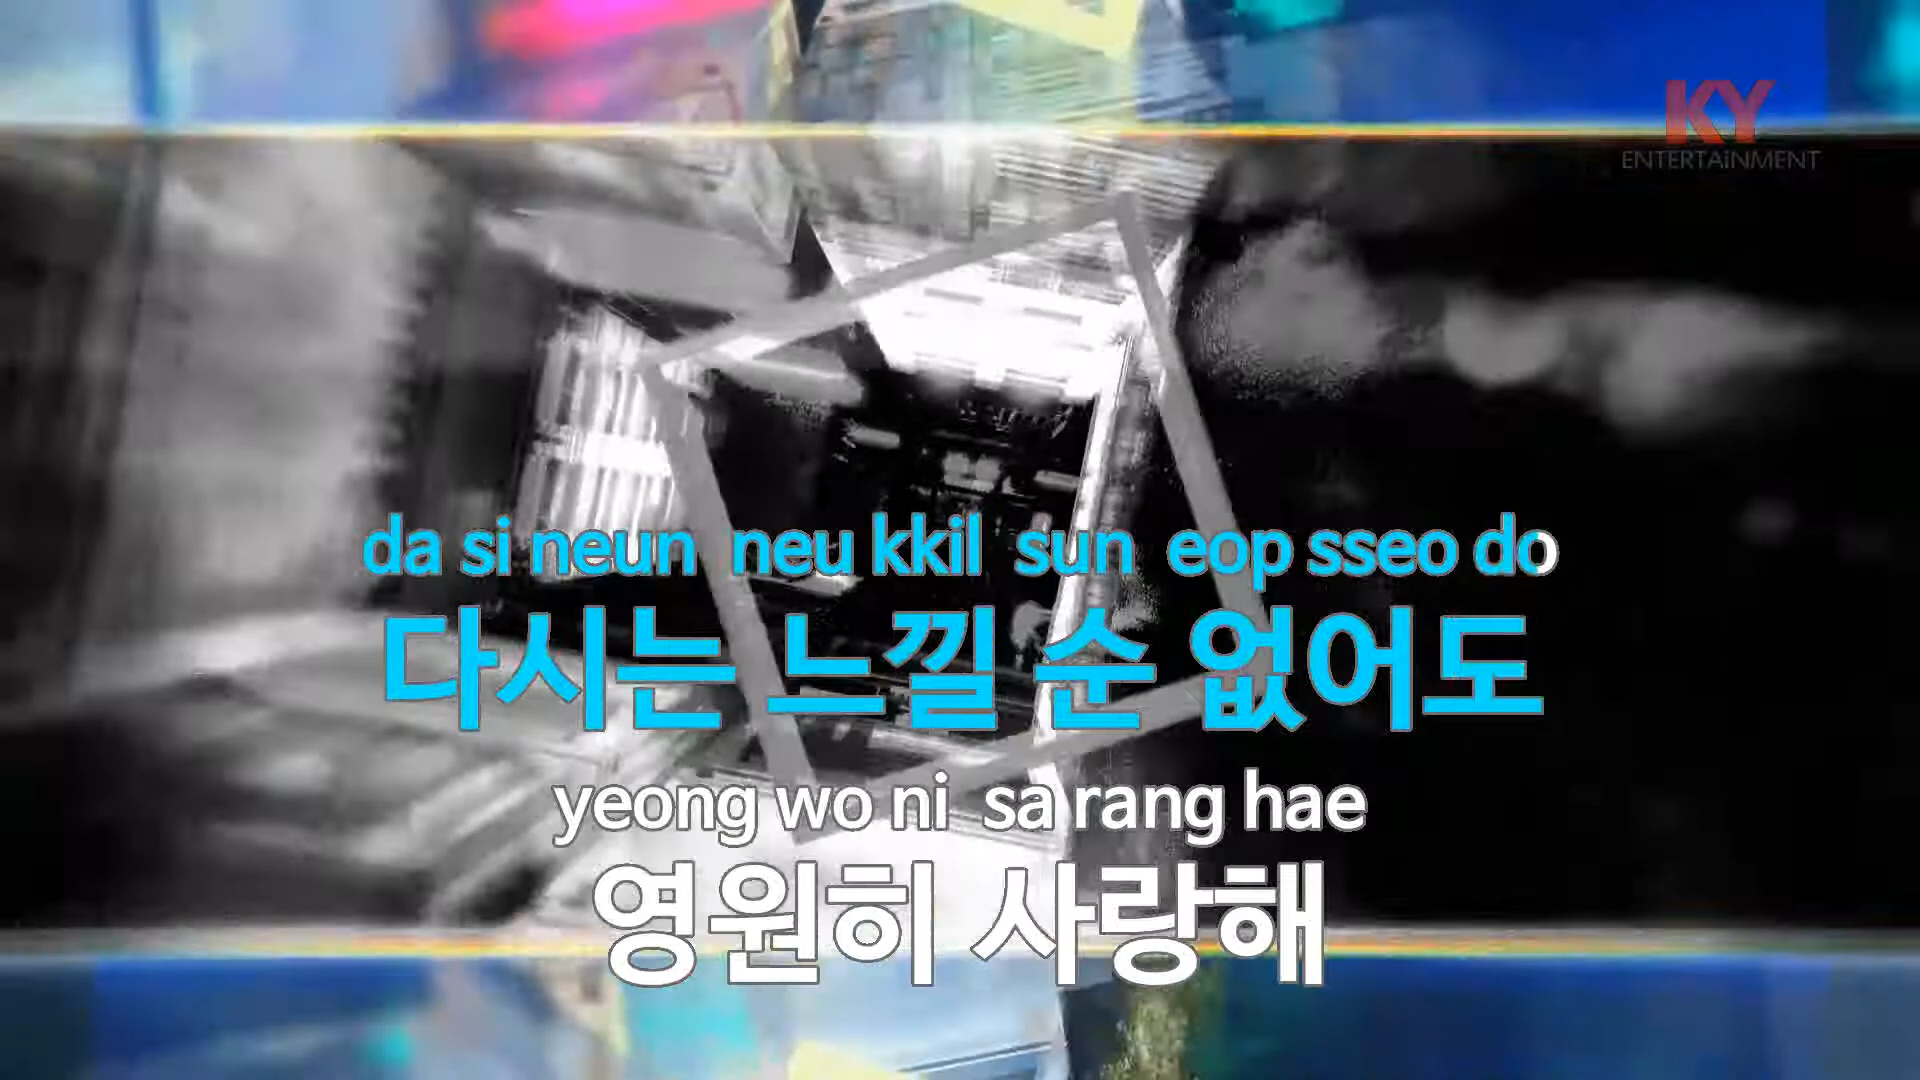 KY
ENTERTAiNMENT
da si neun neu kkil sun eop sseo do
다시는 느낄 순 없어도
yeong wo ni sa rang hae
영원히 사랑해